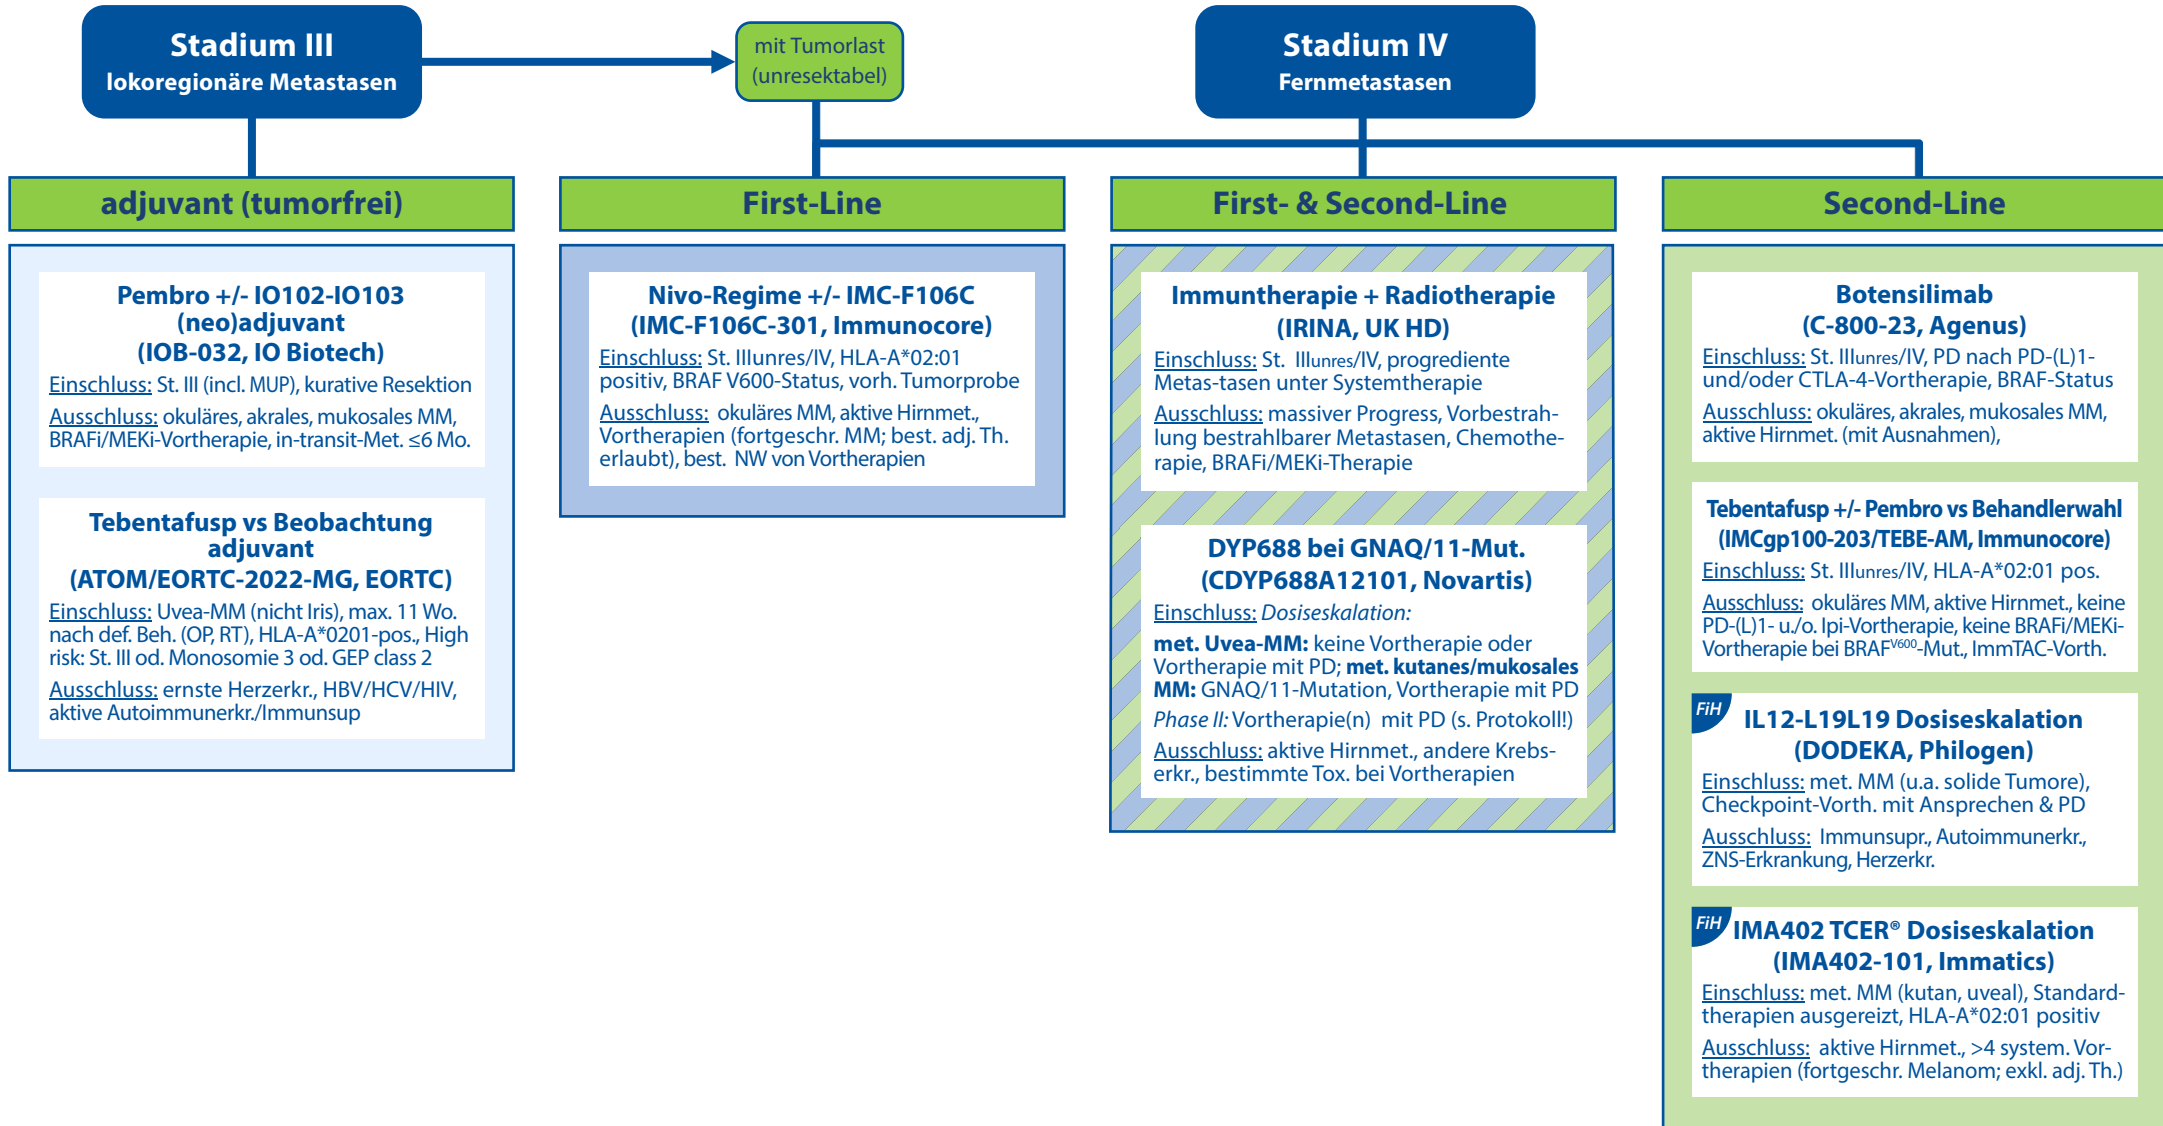 Stadium III
lokoregionäre Metastasen
mit Tumorlast
(unresektabel)
Stadium IV
Fernmetastasen
adjuvant (tumorfrei)
Pembro +/- IO102-IO103
(neo)adjuvant
(IOB-032, IO Biotech)
Einschluss: St. III (incl. MUP), kurative Resektion
Ausschluss: okuläres, akrales, mukosales MM,
BRAFi/MEKi-Vortherapie, in-transit-Met. ≤6 Mo.
Tebentafusp vs Beobachtung
adjuvant
(ATOM/EORTC-2022-MG, EORTC)
Einschluss: Uvea-MM (nicht Iris), max. 11 Wo.
nach def. Beh. (OP, RT), HLA-A*0201-pos., High
risk: St. III od. Monosomie 3 od. GEP class 2
Ausschluss: ernste Herzerkr., HBV/HCV/HIV,
aktive Autoimmunerkr./Immunsup
First-Line
Nivo-Regime +/- IMC-F106C
(IMC-F106C-301, Immunocore)
Einschluss: St. IIIunres/IV, HLA-A*02:01
positiv, BRAF V600-Status, vorh. Tumorprobe
Ausschluss: okuläres MM, aktive Hirnmet.,
Vortherapien (fortgeschr. MM; best. adj. Th.
erlaubt), best. NW von Vortherapien
First- & Second-Line
Immuntherapie + Radiotherapie
(IRINA, UK HD)
Einschluss: St. IIIunres/IV, progrediente
Metas-tasen unter Systemtherapie
Ausschluss: massiver Progress, Vorbestrah-
lung bestrahlbarer Metastasen, Chemothe-
rapie, BRAFi/MEKi-Therapie
DYP688 bei GNAQ/11-Mut.
(CDYP688A12101, Novartis)
Einschluss: Dosiseskalation:
met. Uvea-MM: keine Vortherapie oder
Vortherapie mit PD; met. kutanes/mukosales
MM: GNAQ/11-Mutation, Vortherapie mit PD
Phase II: Vortherapie(n) mit PD (s. Protokoll!)
Ausschluss: aktive Hirnmet., andere Krebs-
erkr., bestimmte Tox. bei Vortherapien
Second-Line
Botensilimab
(C-800-23, Agenus)
Einschluss: St. IIIunres/IV, PD nach PD-(L)1-
und/oder CTLA-4-Vortherapie, BRAF-Status
Ausschluss: okuläres, akrales, mukosales MM,
aktive Hirnmet. (mit Ausnahmen),
Tebentafusp +/- Pembro vs Behandlerwahl
(IMCgp100-203/TEBE-AM, Immunocore)
Einschluss: St. IIIunres/IV, HLA-A*02:01 pos.
Ausschluss: okuläres MM, aktive Hirnmet., keine
PD-(L)1- u./o. Ipi-Vortherapie, keine BRAFi/MEKi-
Vortherapie bei BRAFV600-Mut., ImmTAC-Vorth.
FiH
IL12-L19L19 Dosiseskalation
(DODEKA, Philogen)
Einschluss: met. MM (u.a. solide Tumore),
Checkpoint-Vorth. mit Ansprechen & PD
Ausschluss: Immunsupr., Autoimmunerkr.,
ZNS-Erkrankung, Herzerkr.
FiH
IMA402 TCER® Dosiseskalation
(IMA402-101, Immatics)
Einschluss: met. MM (kutan, uveal), Standard-
therapien ausgereizt, HLA-A*02:01 positiv
Ausschluss: aktive Hirnmet., >4 system. Vor-
therapien (fortgeschr. Melanom; exkl. adj. Th.)